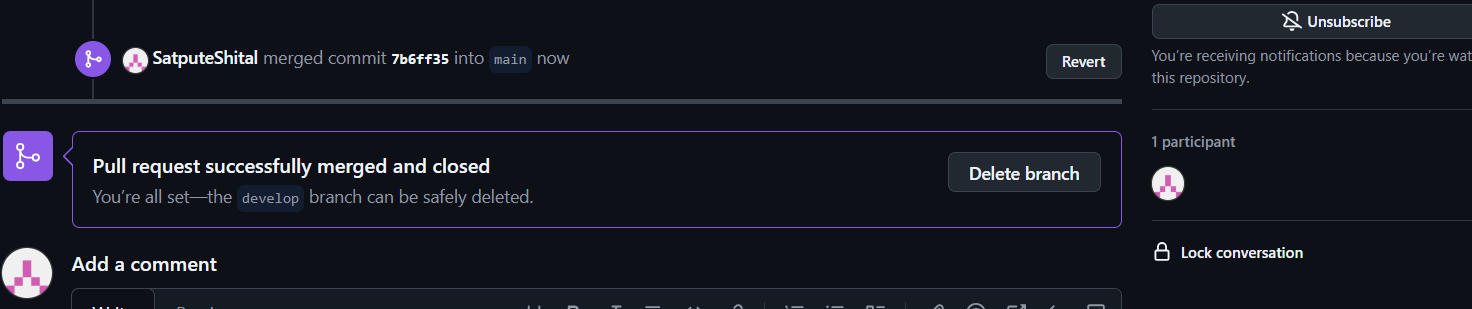 Unsubscribe
SatputeShital merged commit 7b6ff35 into main now
Revert
You're receiving notifications because you're wat
this repository.
1 participant
Pull request successfully merged and closed
You're all set—the develop branch can be safely deleted.
Delete branch
Lock conversation
Add a comment